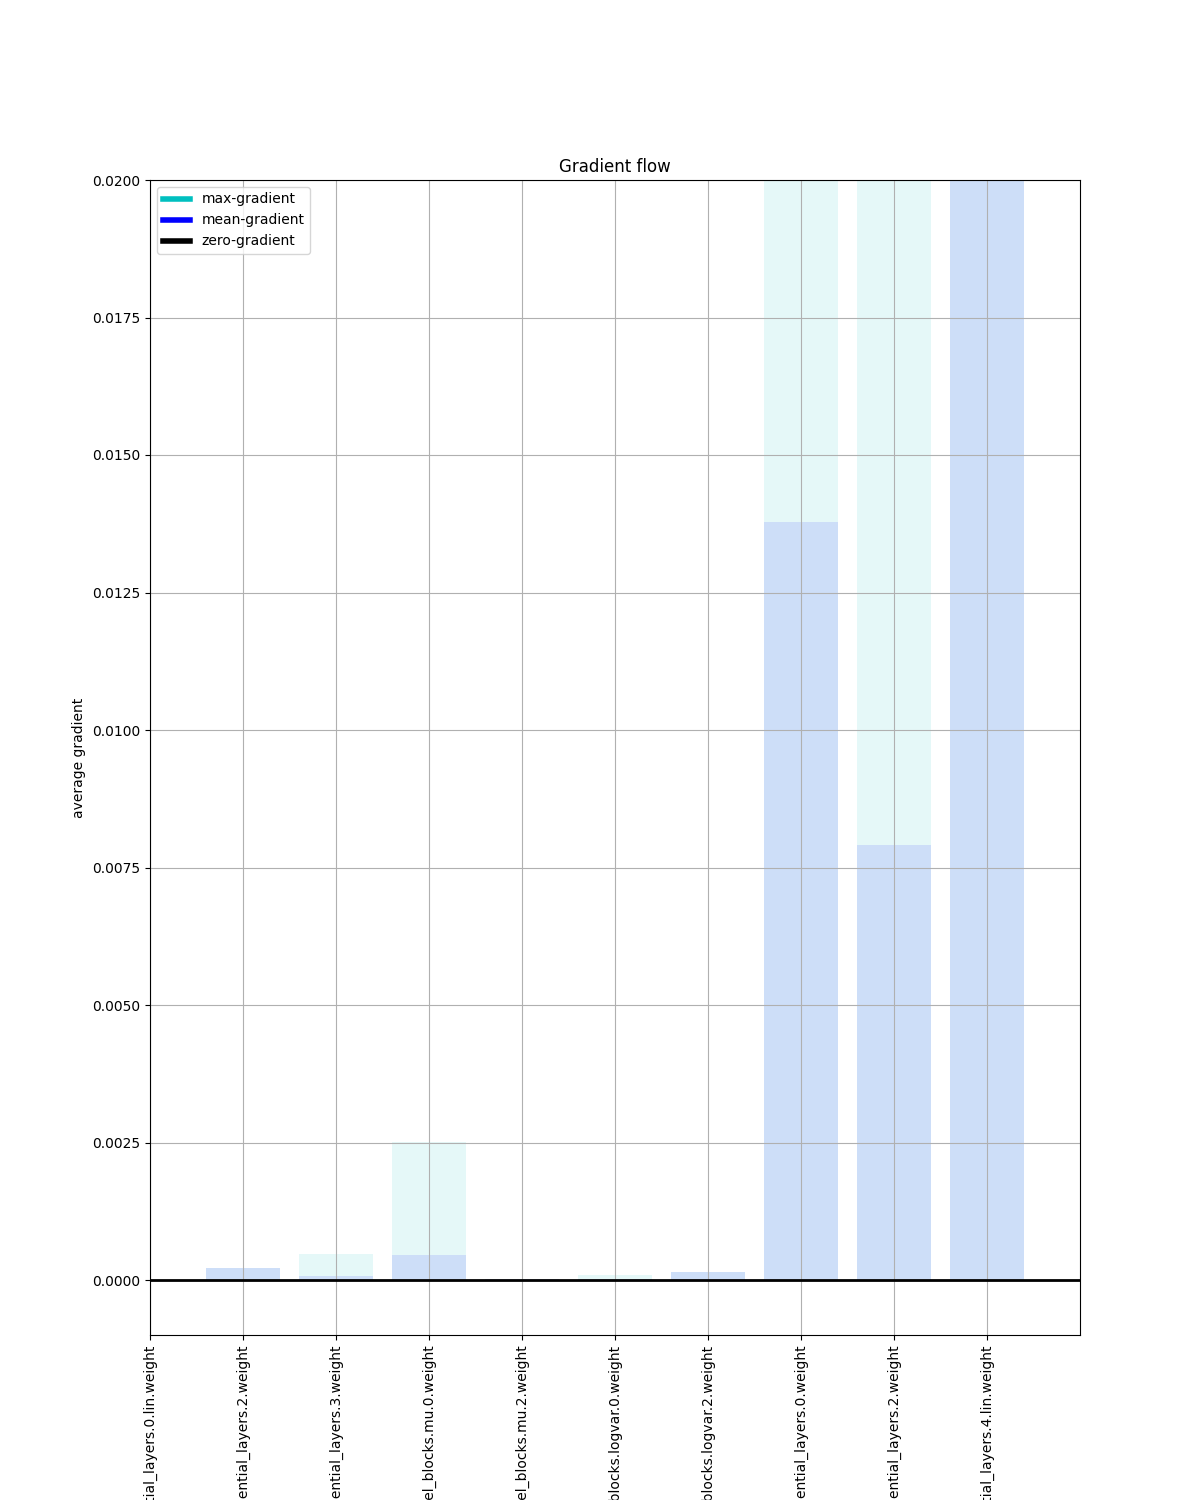 Gradient flow
max-gradient
mean-gradient
zero-gradient
0.0200
0.0175
0.0150
0.0125
0.0100
0.0075
0.0050
0.0025
0.0000
average gradient
tial_layers.0.lin.weight
ential_layers.2.weight
ential_layers.3.weight
el_blocks.mu.0.weight
el_blocks.mu.2.weight
blocks.logvar.0.weight
blocks.logvar.2.weight
ential_layers.0.weight
ential_layers.2.weight
tial_layers.4.lin.weight